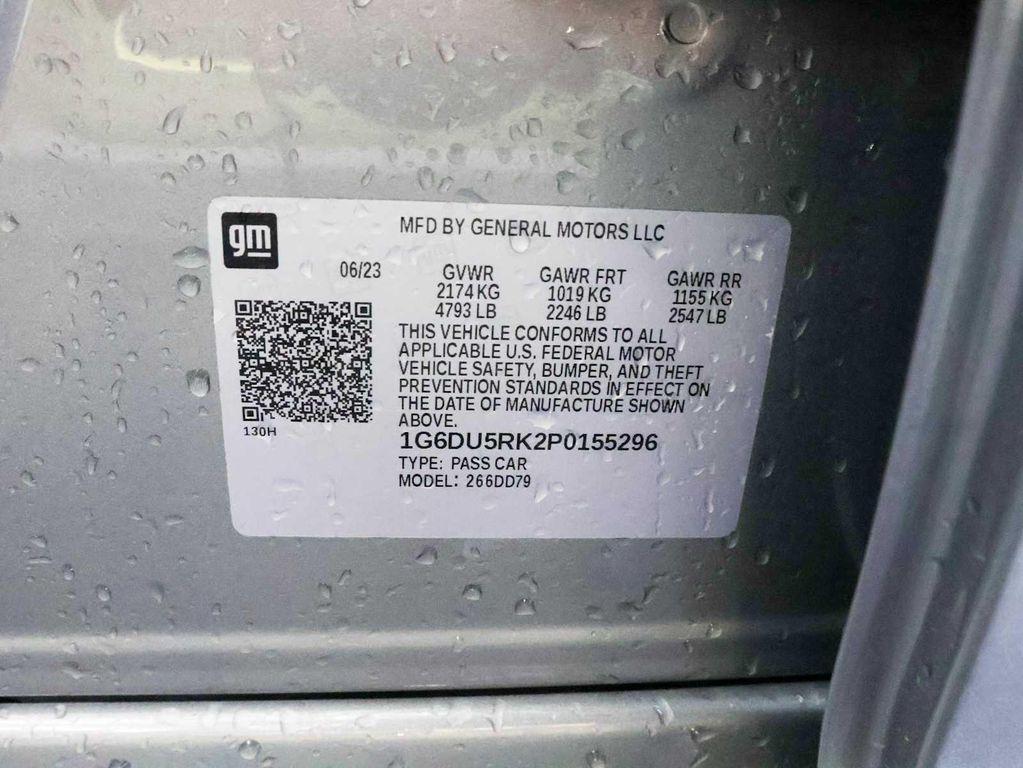 gm
MFD BY GENERAL MOTORS LLC
06/23 GVWR GAWR FRT GAWR RR
2174 KG 1019 KG 1155 KG
4793 LB 2246 LB 2547 LB
THIS VEHICLE CONFORMS TO ALL
APPLICABLE U.S. FEDERAL MOTOR
VEHICLE SAFETY, BUMPER, AND THEFT
PREVENTION STANDARDS IN EFFECT ON
THE DATE OF MANUFACTURE SHOWN
ABOVE.
130H
1G6DU5RK2P0155296
TYPE: PASS CAR
MODEL: 266DD79